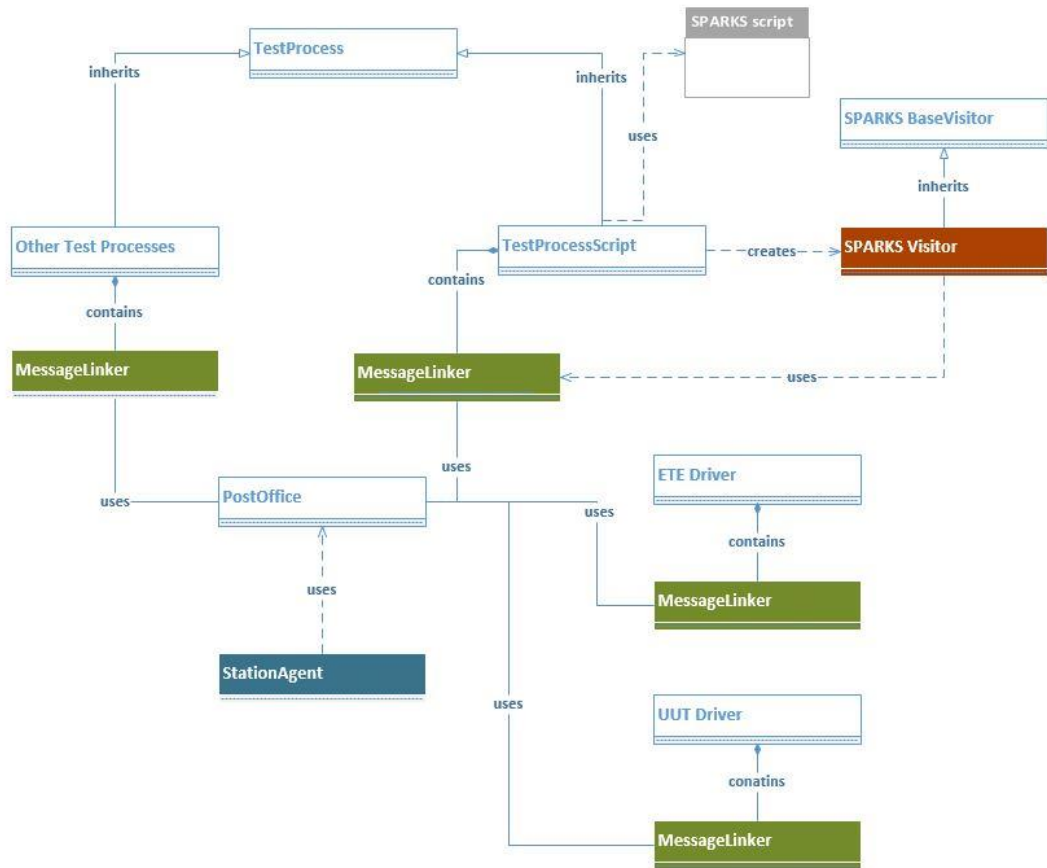 SPARKS script
TestProcess
inherits
inherits
uses
SPARKS BaseVisitor
inherits
Other Test Processes
TestProcessScript
creates
SPARKS Visitor
contains
contains
MessageLinker
MessageLinker
uses
uses
ETE Driver
uses
PostOffice
uses
contains
uses
MessageLinker
StationAgent
uses
UUT Driver
conatins
MessageLinker